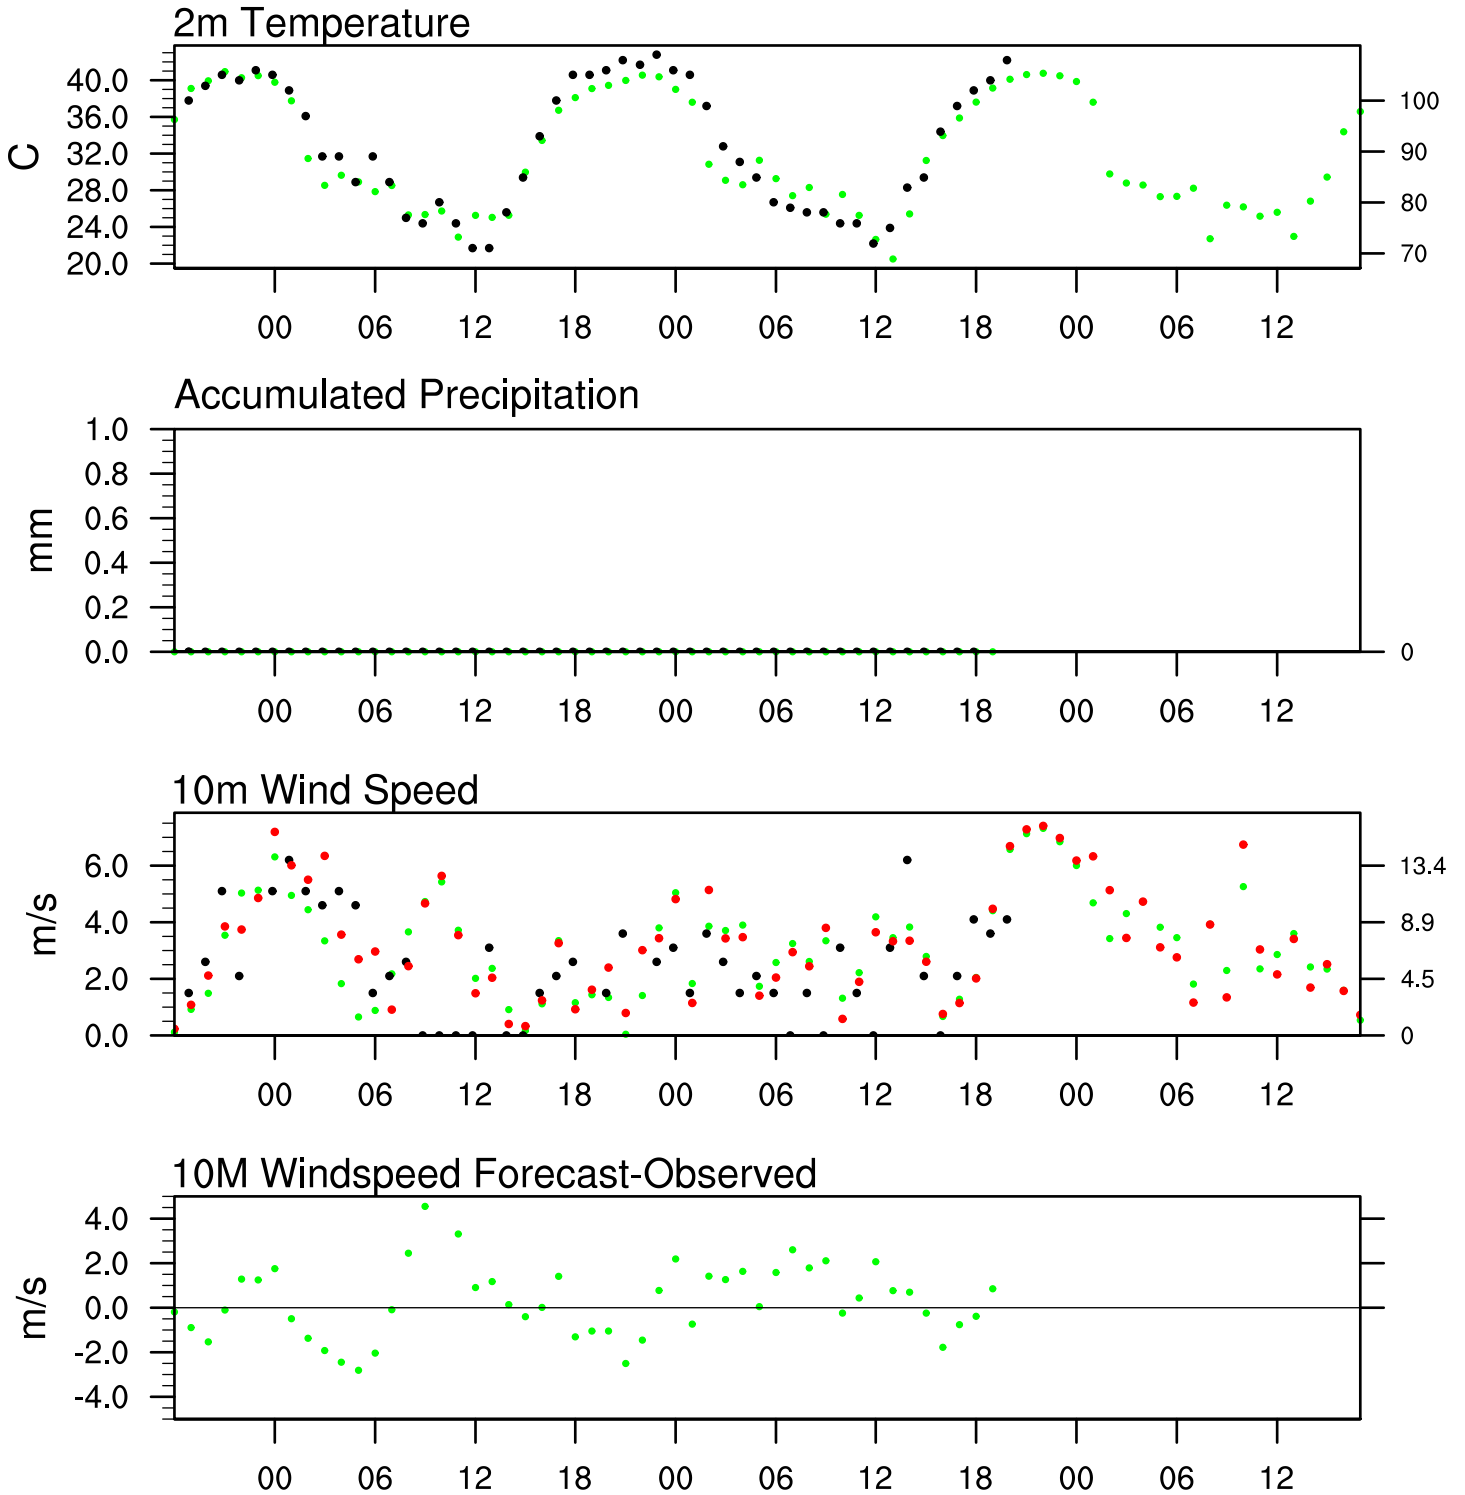 2m Temperature
C
40.0
36.0
32.0
28.0
24.0
20.0
100
90
80
70
00 06 12 18 00 06 12 18 00 06 12
Accumulated Precipitation
mm
1.0
0.8
0.6
0.4
0.2
0.0
0
00 06 12 18 00 06 12 18 00 06 12
10m Wind Speed
m/s
6.0
4.0
2.0
0.0
13.4
8.9
4.5
0
00 06 12 18 00 06 12 18 00 06 12
10M Windspeed Forecast-Observed
m/s
4.0
2.0
0.0
-2.0
-4.0
00 06 12 18 00 06 12 18 00 06 12